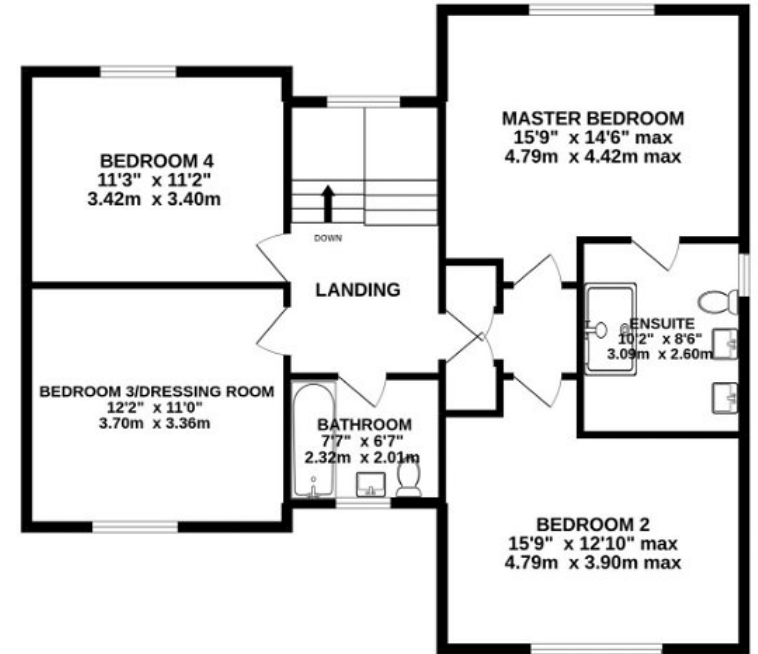 MASTER BEDROOM
15'9" x 14'6" max
4.79m x 4.42m max
BEDROOM 4
11'3" x 11'2"
3.42m x 3.40m
DOWN
LANDING
ENSUITE
10'2" x 8'6"
3.09m x 2.60m
BEDROOM 3/DRESSING ROOM
12'2" x 11'0"
3.70m x 3.36m
BATHROOM
7'7" x 6'7"
2.32m x 2.01m
BEDROOM 2
15'9" x 12'10" max
4.79m x 3.90m max